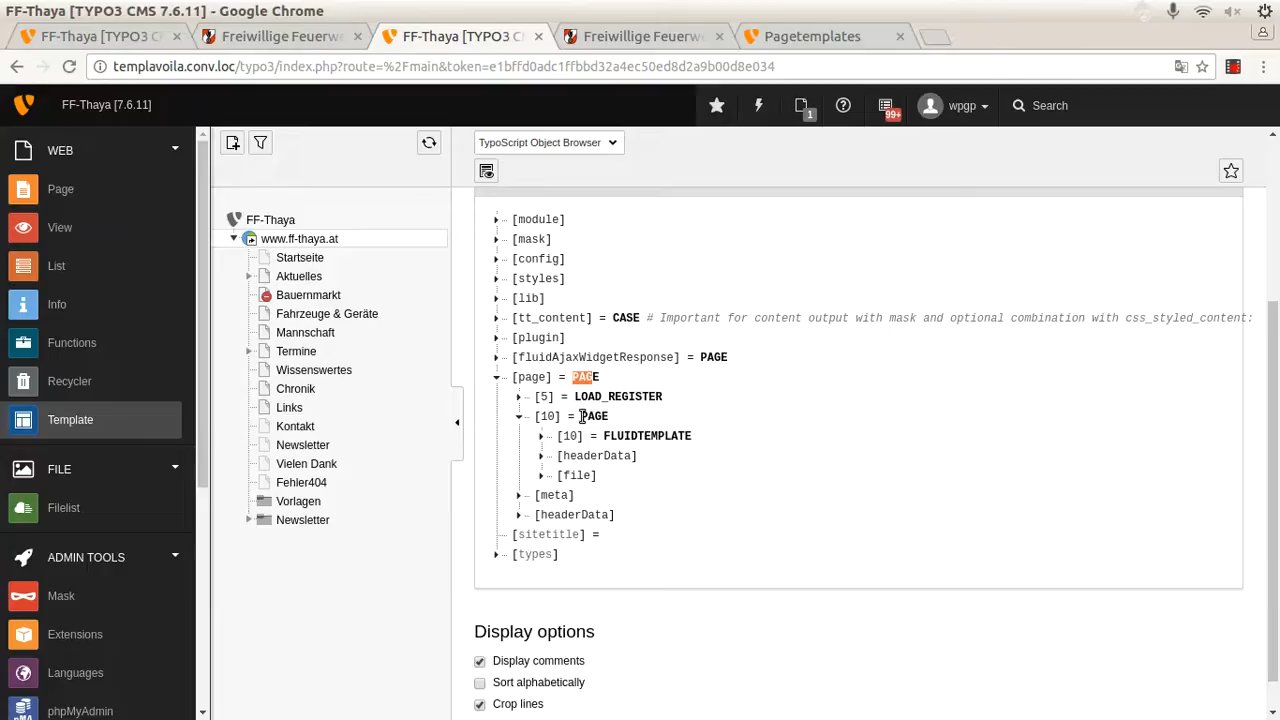 FF-Thaya [TYPO3 CMS 7.6.11] - Google Chrome
FF-Thaya [TYPO3 C
Freiwillige Feuerw
FF-Thaya [TYPO3 C
Freiwillige Feuerw
Pagetemplates
templavoila.conv.loc/typo3/index.php?route=%2Fmain&token=e1bffd0adc1ffbbd32a4ec50ed8d2a9b00d8e034
FF-Thaya [7.6.11]
1
99+
wpgp
Search
WEB
Page
View
List
Info
Functions
Recycler
Template
FILE
Filelist
ADMIN TOOLS
Mask
Extensions
Languages
phpMyAdmin
FF-Thaya
www.ff-thaya.at
Startseite
Aktuelles
Bauernmarkt
Fahrzeuge & Geräte
Mannschaft
Termine
Wissenswertes
Chronik
Links
Kontakt
Newsletter
Vielen Dank
Fehler404
Vorlagen
Newsletter
TypoScript Object Browser
[module]
[mask]
[config]
[styles]
[lib]
[tt_content] = CASE # Important for content output with mask and optional combination with css_styled_content:
[plugin]
[fluidAjaxWidgetResponse] = PAGE
[page] = PAGE
[5] = LOAD_REGISTER
[10] = PAGE
[10] = FLUIDTEMPLATE
[headerData]
[file]
[meta]
[headerData]
[sitetitle] =
[types]
Display options
Display comments
Sort alphabetically
Crop lines